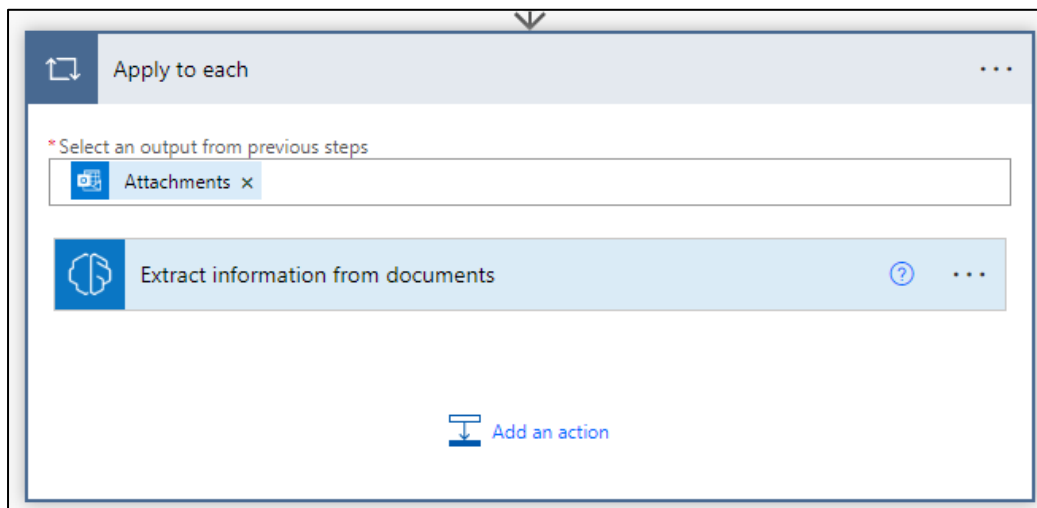 Apply to each
* Select an output from previous steps
Attachments ×
Extract information from documents
Add an action